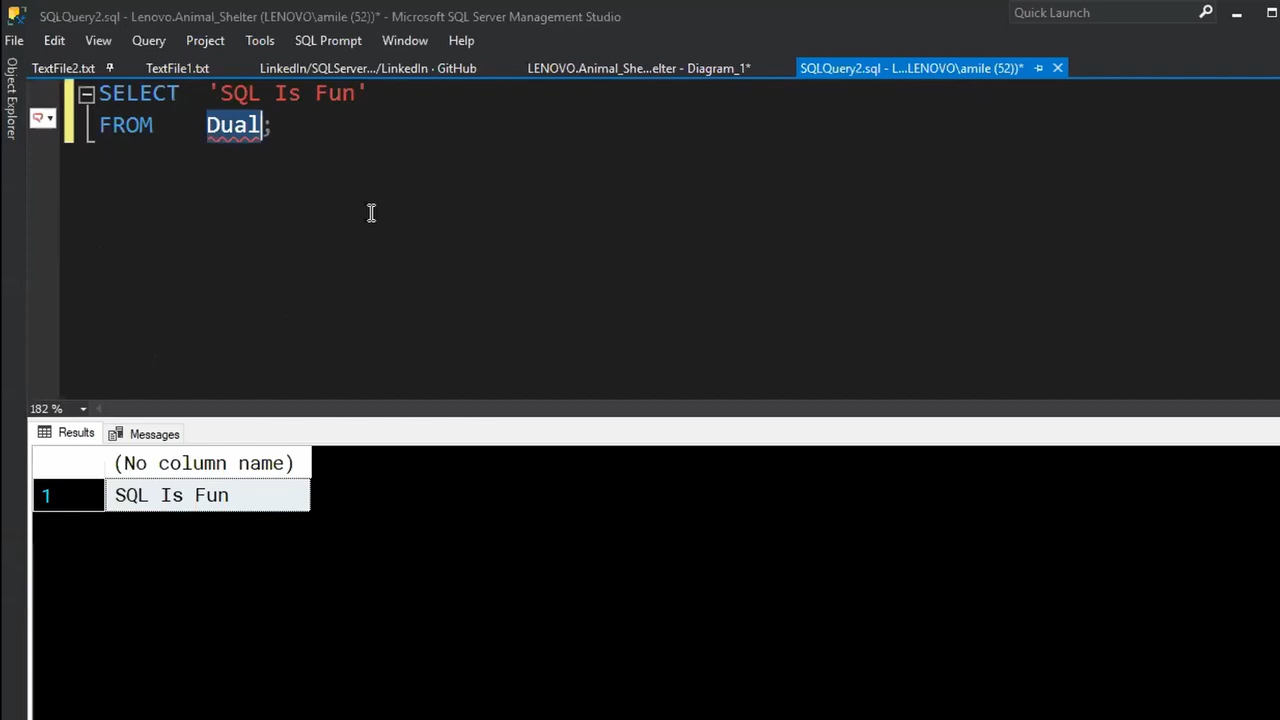 SQLQuery2.sql - Lenovo.Animal_Shelter (LENOVO\amile (52))* - Microsoft SQL Server Management Studio
Quick Launch
File Edit View Query Project Tools SQL Prompt Window Help
TextFile2.txt TextFile1.txt LinkedIn/SQLServer.../LinkedIn · GitHub LENOVO.Animal_She...elter - Diagram_1* SQLQuery2.sql - L...LENOVO\amile (52))*
Object Explorer
SELECT 'SQL Is Fun'
FROM Dual;
182 %
Results Messages
(No column name)
1 SQL Is Fun